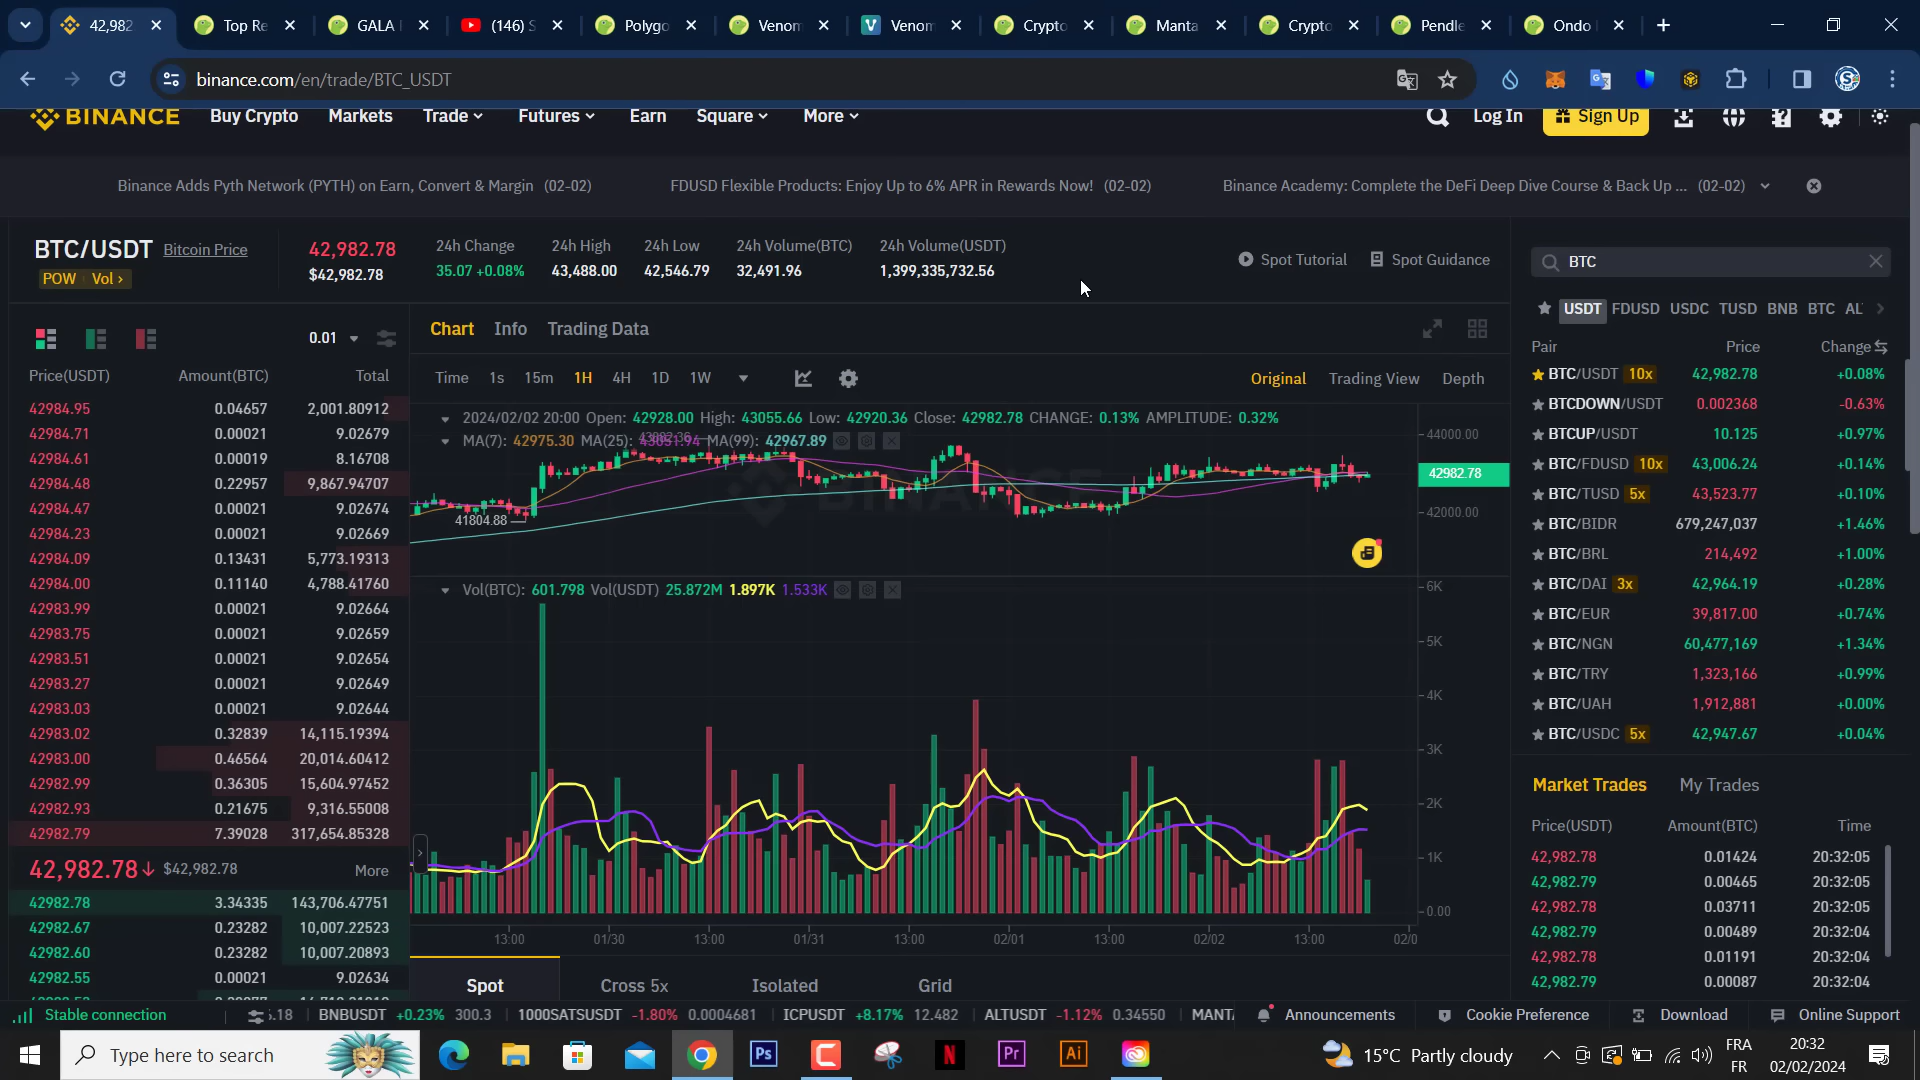 42,982 Top Re GALA (146) S Polygo Venom Venom Crypto Manta Crypto Pendle Ondo
binance.com/en/trade/BTC_USDT
BINANCE Buy Crypto Markets Trade Futures Earn Square More Log In Sign Up
Binance Adds Pyth Network (PYTH) on Earn, Convert & Margin (02-02) FDUSD Flexible Products: Enjoy Up to 6% APR in Rewards Now! (02-02) Binance Academy: Complete the DeFi Deep Dive Course & Back Up ... (02-02)
BTC/USDT Bitcoin Price
POW Vol
42,982.78
$42,982.78
24h Change 24h High 24h Low 24h Volume(BTC) 24h Volume(USDT)
35.07 +0.08% 43,488.00 42,546.79 32,491.96 1,399,335,732.56
Spot Tutorial Spot Guidance
0.01
Price(USDT) Amount(BTC) Total
42984.95 0.04657 2,001.80912
42984.71 0.00021 9.02679
42984.61 0.00019 8.16708
42984.48 0.22957 9,867.94707
42984.47 0.00021 9.02674
42984.23 0.00021 9.02669
42984.09 0.13431 5,773.19313
42984.00 0.11140 4,788.41760
42983.99 0.00021 9.02664
42983.75 0.00021 9.02659
42983.51 0.00021 9.02654
42983.27 0.00021 9.02649
42983.03 0.00021 9.02644
42983.02 0.32839 14,115.19394
42983.00 0.46564 20,014.60412
42982.99 0.36305 15,604.97452
42982.93 0.21675 9,316.55008
42982.79 7.39028 317,654.85328
42,982.78 $42,982.78 More
42982.78 3.34335 143,706.47751
42982.67 0.23282 10,007.22523
42982.60 0.23282 10,007.20893
42982.55 0.00021 9.02634
Chart Info Trading Data
Time 1s 15m 1H 4H 1D 1W Original Trading View Depth
2024/02/02 20:00 Open: 42928.00 High: 43055.66 Low: 42920.36 Close: 42982.78 CHANGE: 0.13% AMPLITUDE: 0.32%
MA(7): 42975.30 MA(25): MA(99): 42967.89
44000.00
42982.78
42000.00
41804.88
BINANCE
Vol(BTC): 601.798 Vol(USDT) 25.872M 1.897K 1.533K
6K
5K
4K
3K
2K
1K
0.00
13:00 01/30 13:00 01/31 13:00 02/01 13:00 02/02 13:00 02/0
Spot Cross 5x Isolated Grid
BTC
USDT FDUSD USDC TUSD BNB BTC AL
Pair Price Change
BTC/USDT 10x 42,982.78 +0.08%
BTCDOWN/USDT 0.002368 -0.63%
BTCUP/USDT 10.125 +0.97%
BTC/FDUSD 10x 43,006.24 +0.14%
BTC/TUSD 5x 43,523.77 +0.10%
BTC/BIDR 679,247,037 +1.46%
BTC/BRL 214,492 +1.00%
BTC/DAI 3x 42,964.19 +0.28%
BTC/EUR 39,817.00 +0.74%
BTC/NGN 60,477,169 +1.34%
BTC/TRY 1,323,166 +0.99%
BTC/UAH 1,912,881 +0.00%
BTC/USDC 5x 42,947.67 +0.04%
Market Trades My Trades
Price(USDT) Amount(BTC) Time
42,982.78 0.01424 20:32:05
42,982.79 0.00465 20:32:05
42,982.78 0.03711 20:32:05
42,982.79 0.00489 20:32:04
42,982.78 0.01191 20:32:04
42,982.79 0.00087 20:32:04
Stable connection 5.18 BNBUSDT +0.23% 300.3 1000SATSUSDT -1.80% 0.0004681 ICPUSDT +8.17% 12.482 ALTUSDT -1.12% 0.34550 MANTA Announcements Cookie Preference Download Online Support
Type here to search Ps N Pr Ai 15°C Partly cloudy FRA 20:32
FR 02/02/2024